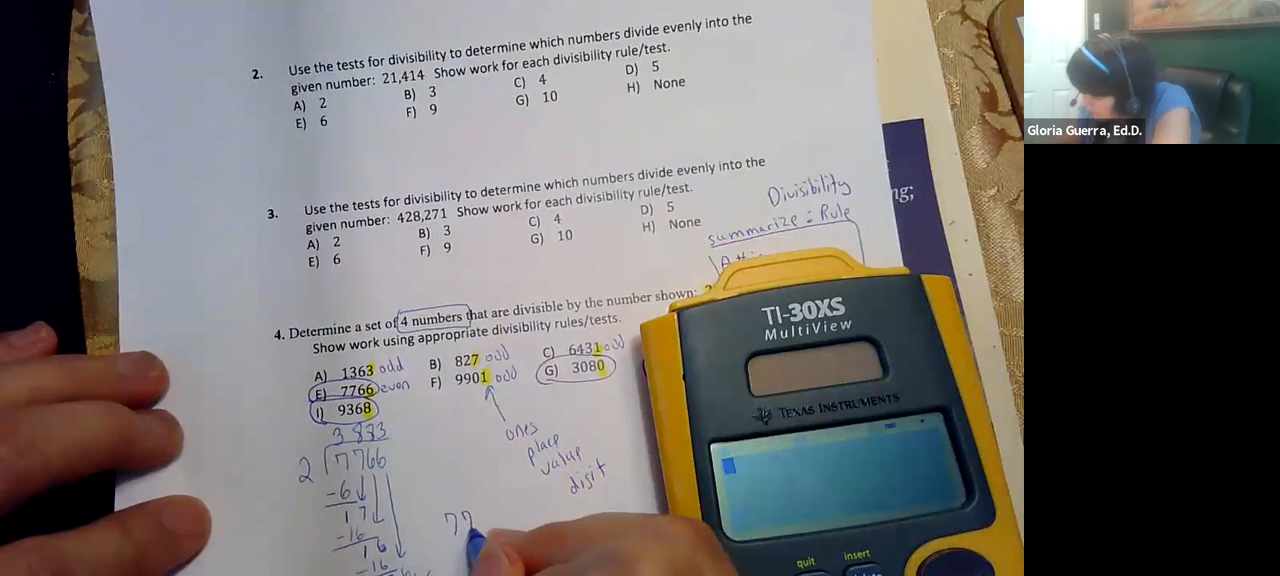 2. Use the tests for divisibility to determine which numbers divide evenly into the
given number: 21,414 Show work for each divisibility rule/test.
A) 2 B) 3 C) 4 D) 5
E) 6 F) 9 G) 10 H) None
3. Use the tests for divisibility to determine which numbers divide evenly into the
given number: 428,271 Show work for each divisibility rule/test.
A) 2 B) 3 C) 4 D) 5
E) 6 F) 9 G) 10 H) None
Divisibility
summarize : Rule
ng;
4. Determine a set of 4 numbers that are divisible by the number shown:
Show work using appropriate divisibility rules/tests.
A) 1363 odd B) 827 odd C) 6431 odd
E) 7766 even F) 9901 odd G) 3080
I) 9368
3883
2 7766
-6
17
-16
16
-16
ones
place
value
digit
77
TI-30XS
MultiView
TEXAS INSTRUMENTS
quit insert
Gloria Guerra, Ed.D.